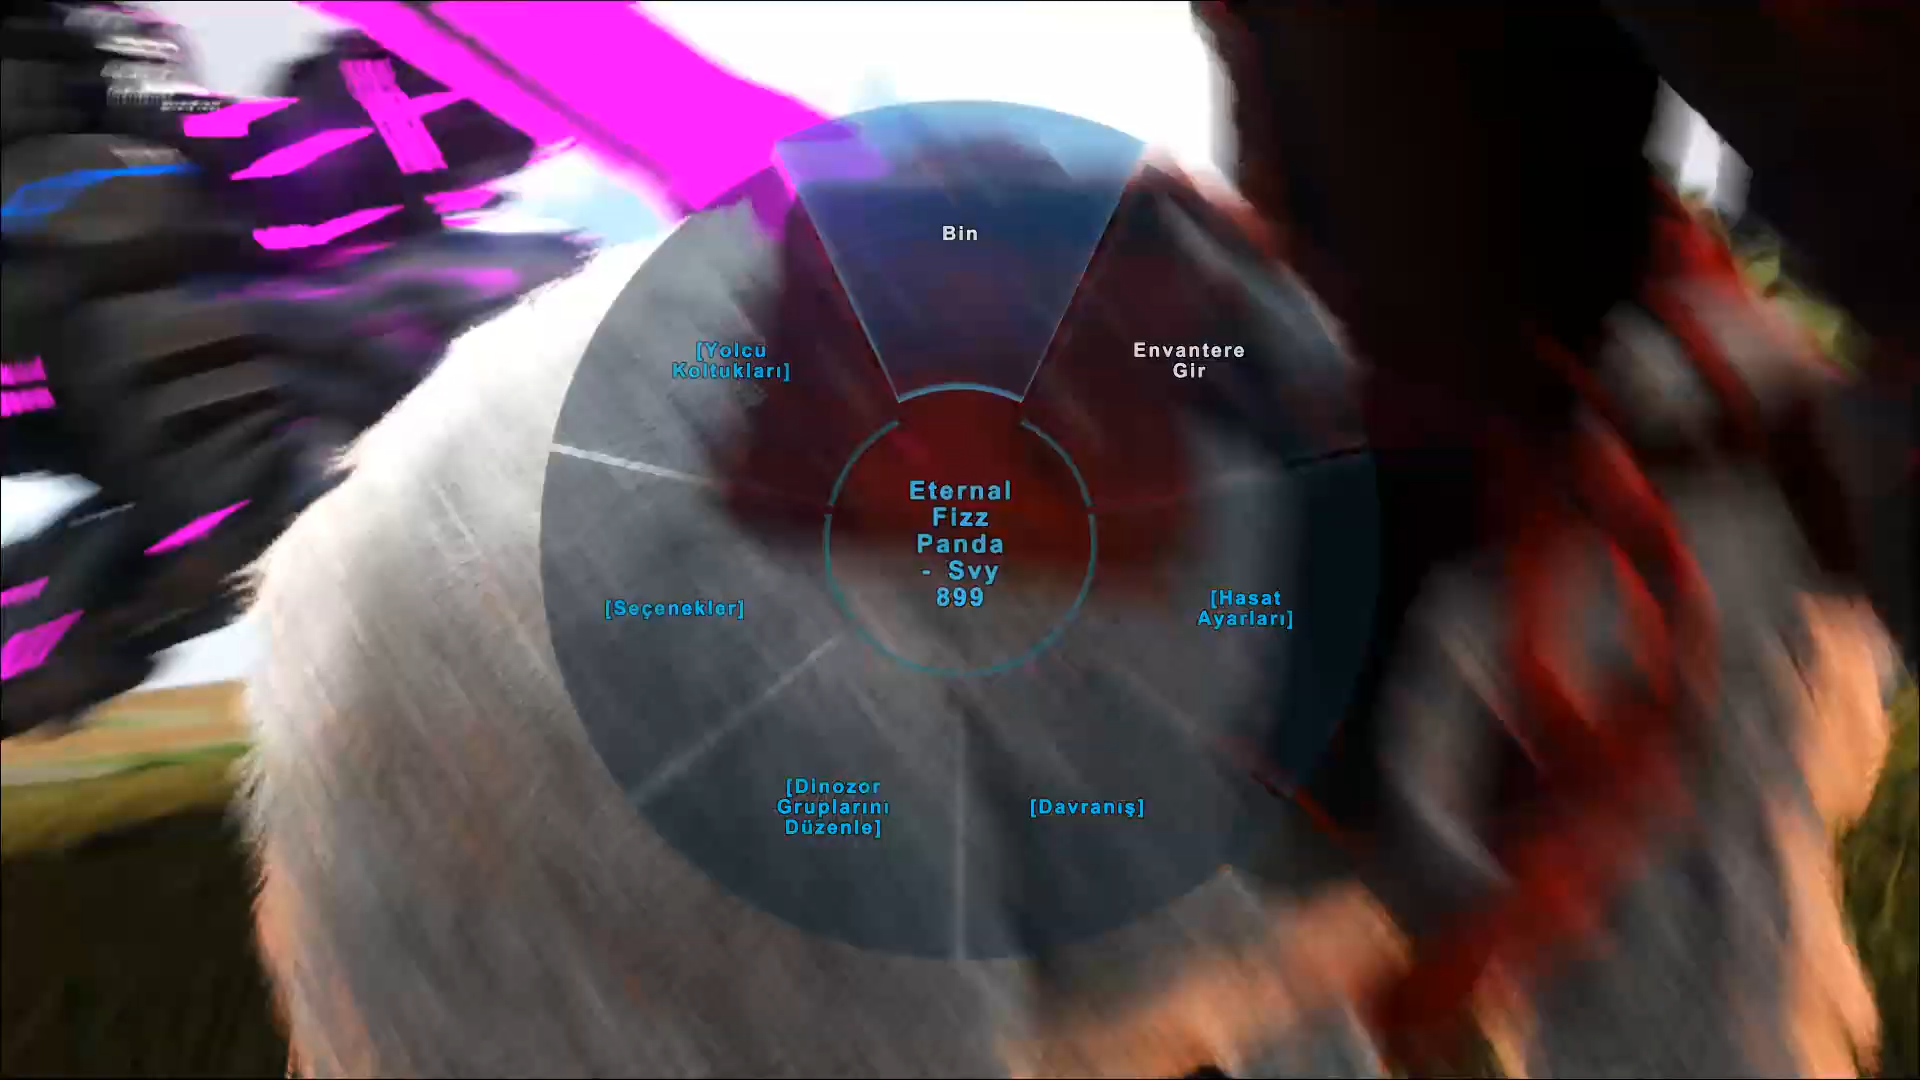 Bin
[Yolcu
Koltukları]
Envantere
Gir
Eternal
Fizz
Panda
- Svy
899
[Seçenekler]
[Hasat
Ayarları]
[Dinozor
Gruplarını
Düzenle]
[Davranış]